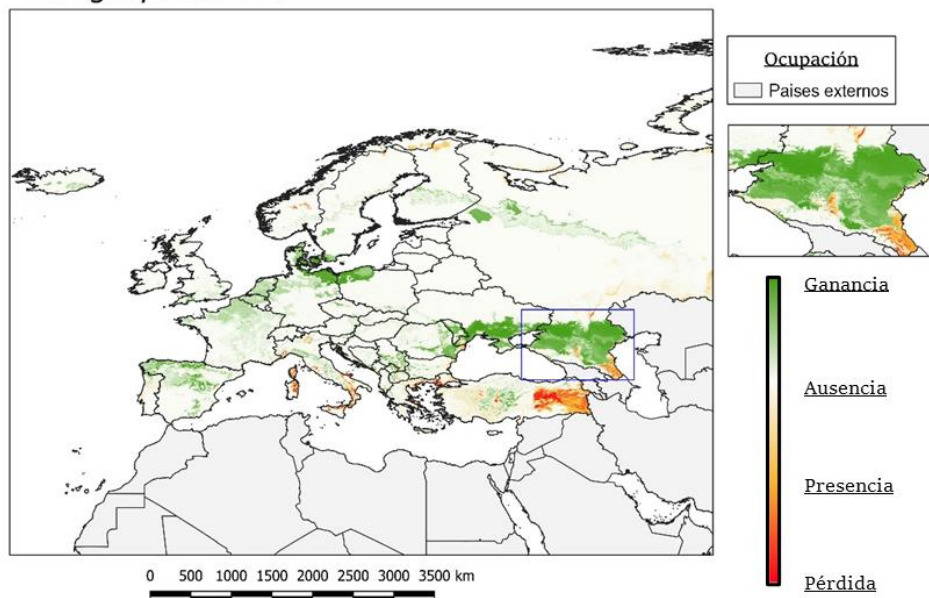 Ocupación
Paises externos
Ganancia
Ausencia
Presencia
Pérdida
0 500 1000 1500 2000 2500 3000 3500 km